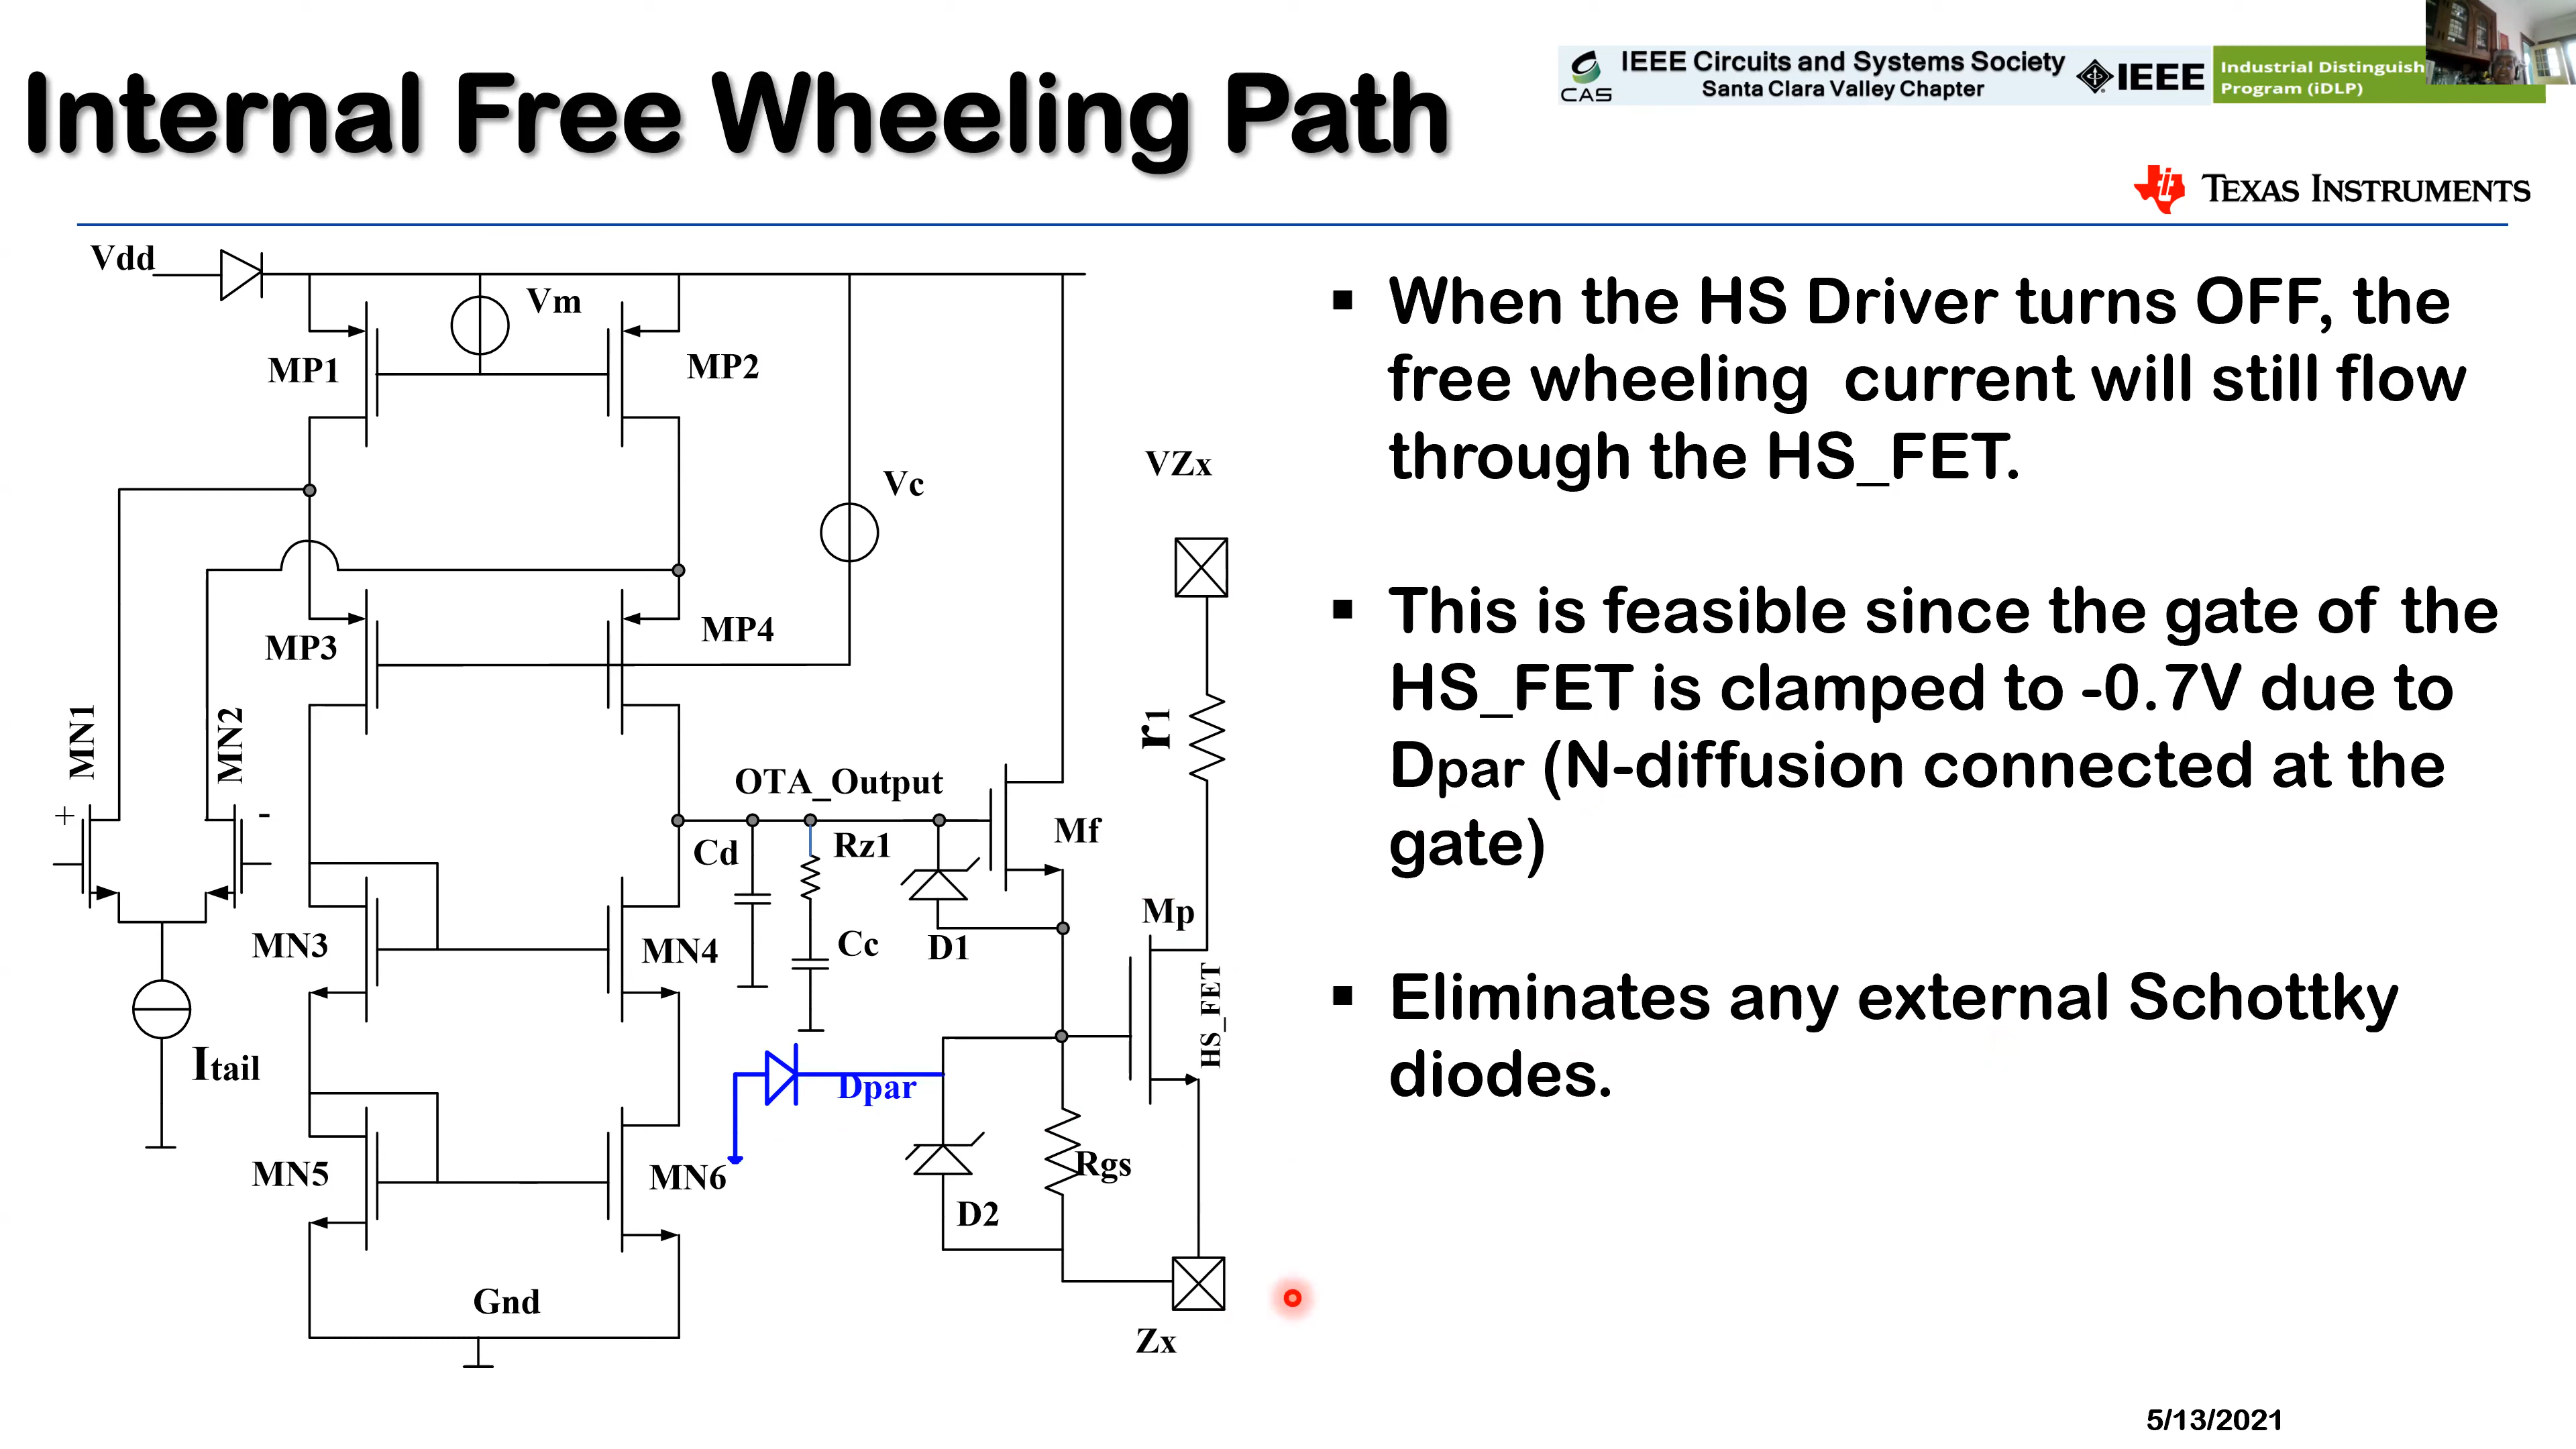 Internal Free Wheeling Path
CAS
IEEE Circuits and Systems Society
Santa Clara Valley Chapter
IEEE
Industrial Distinguish
Program (iDLP)
TEXAS INSTRUMENTS
Vdd
Vm
MP1
MP2
Vc
VZx
MP3
MP4
MN1
MN2
+
-
r1
OTA_Output
Cd
Rz1
Mf
Mp
MN3
MN4
Cc
D1
HS_FET
Itail
Dpar
MN5
MN6
Rgs
D2
Gnd
Zx
▪ When the HS Driver turns OFF, the
free wheeling current will still flow
through the HS_FET.
▪ This is feasible since the gate of the
HS_FET is clamped to -0.7V due to
Dpar (N-diffusion connected at the
gate)
▪ Eliminates any external Schottky
diodes.
5/13/2021